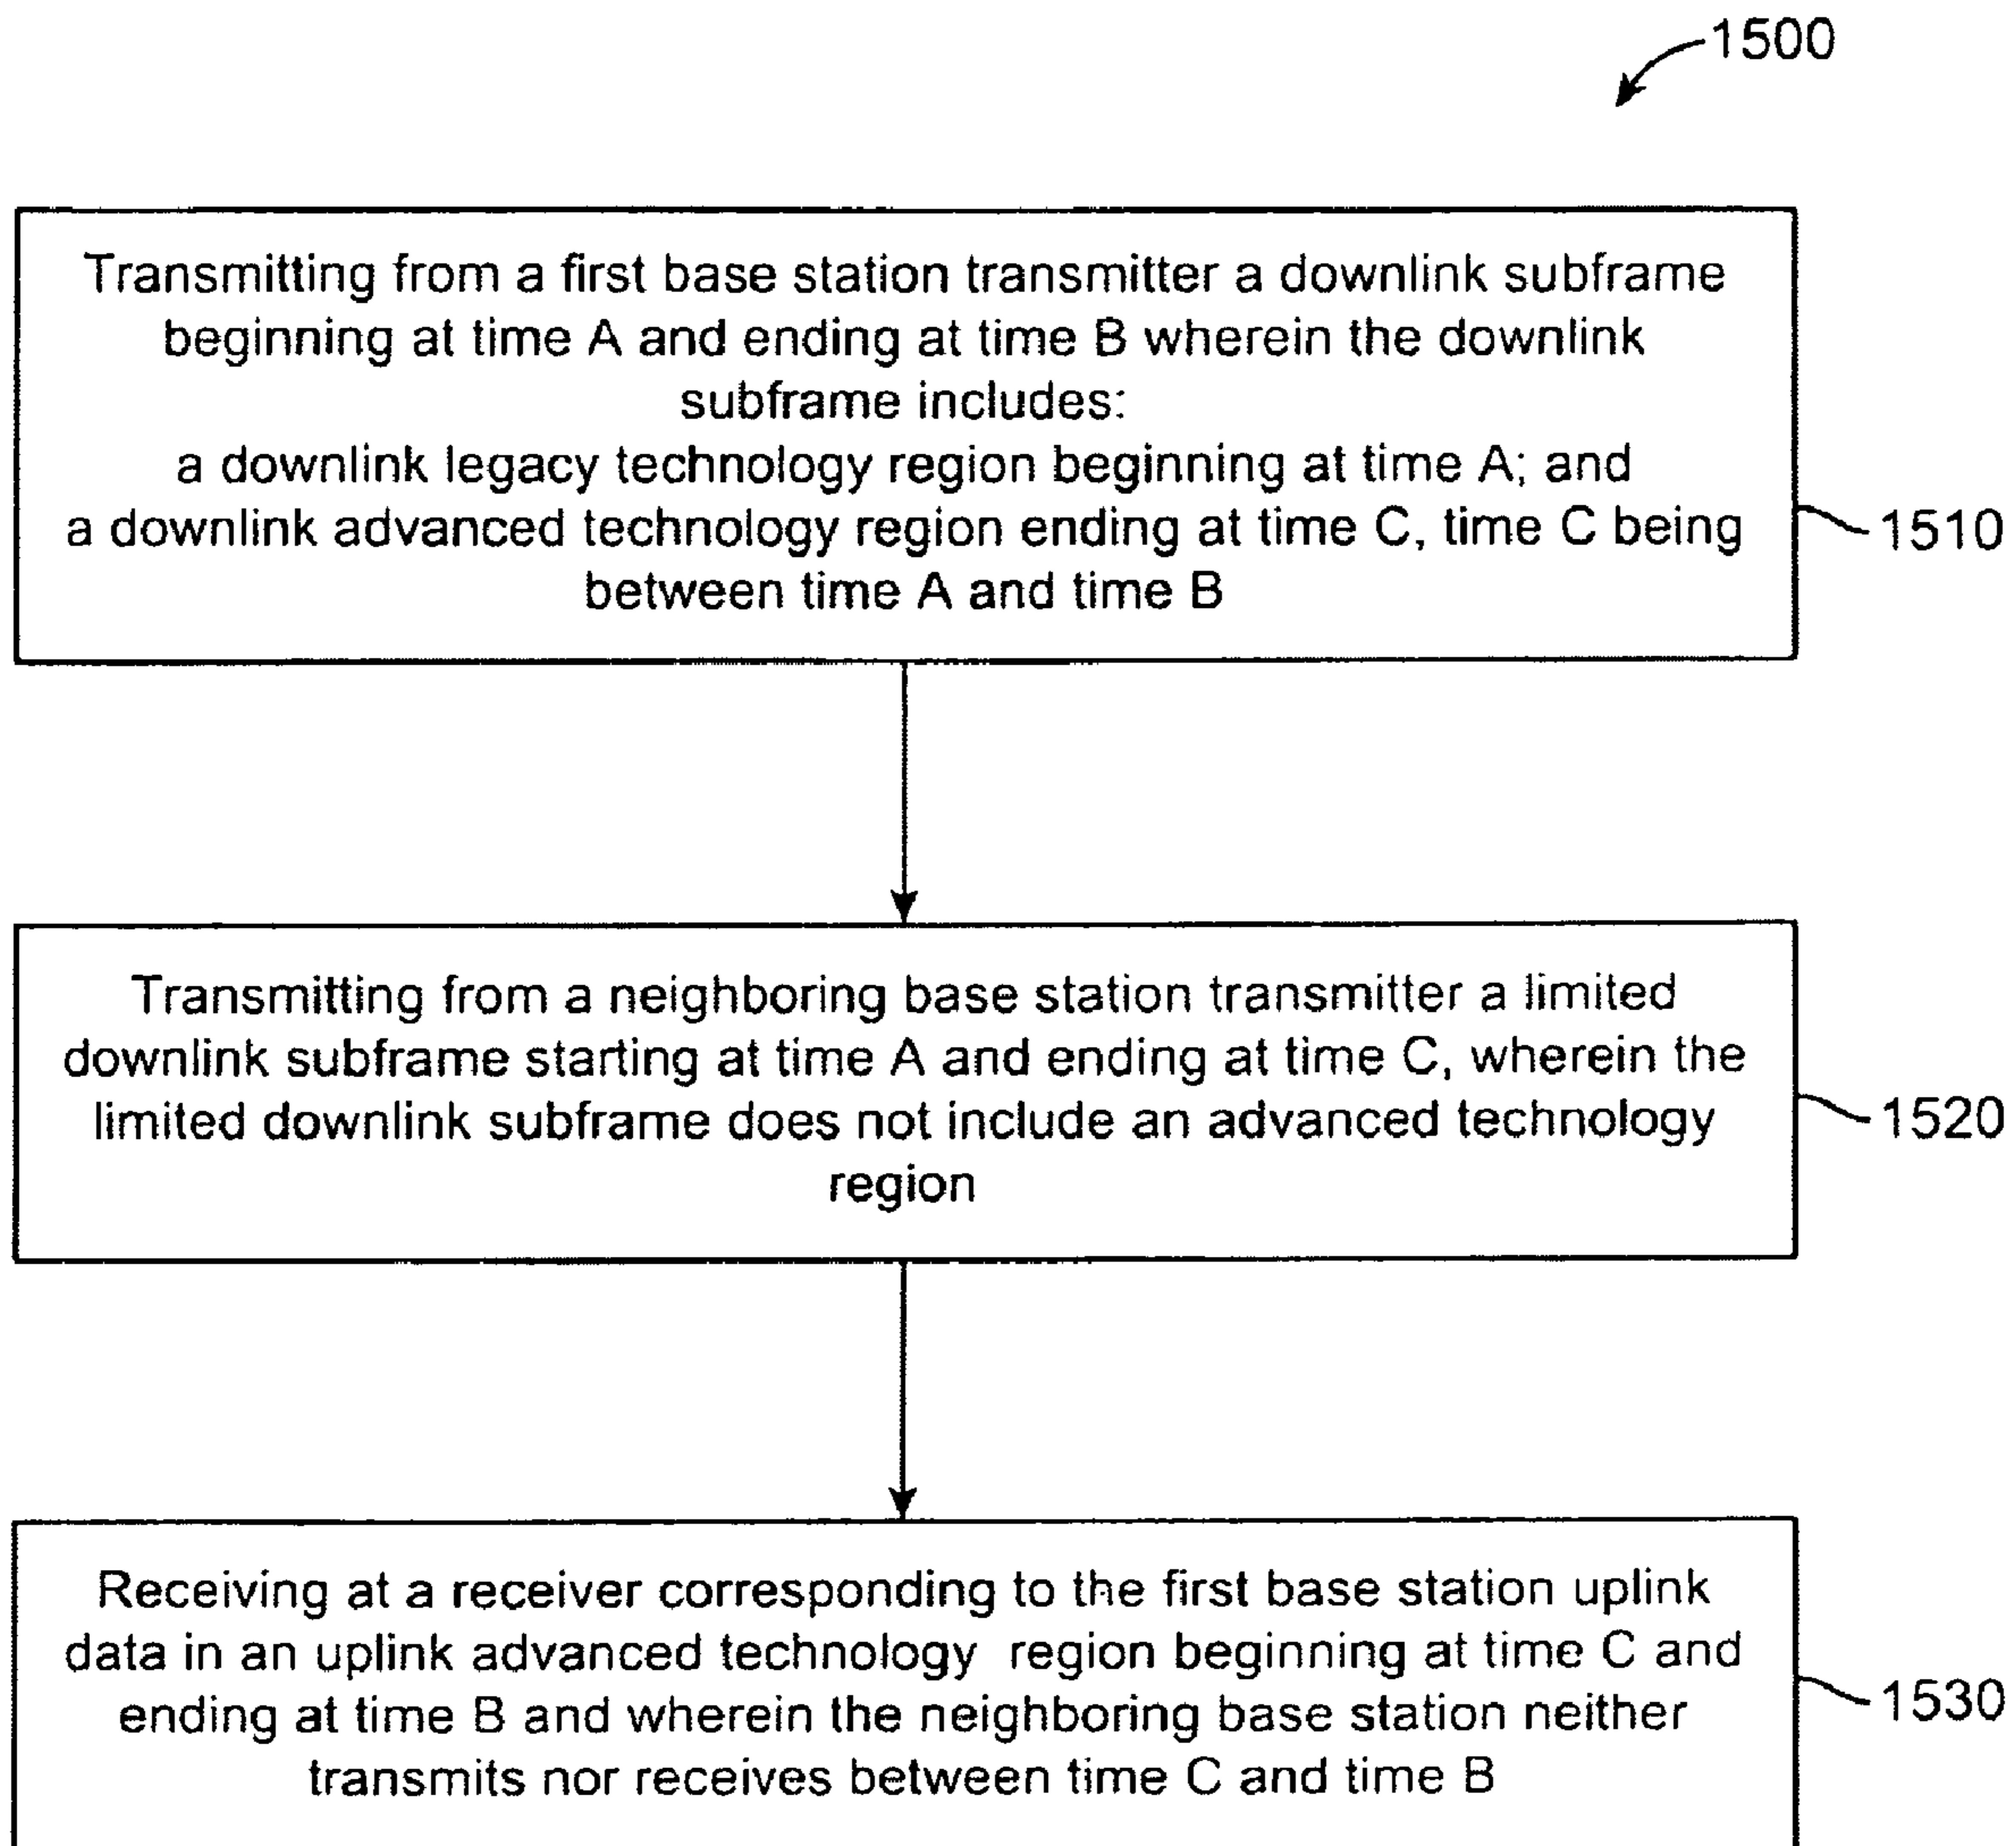 1500
Transmitting from a first base station transmitter a downlink subframe
beginning at time A and ending at time B wherein the downlink
subframe includes:
a downlink legacy technology region beginning at time A; and
a downlink advanced technology region ending at time C, time C being
between time A and time B
1510
Transmitting from a neighboring base station transmitter a limited
downlink subframe starting at time A and ending at time C, wherein the
limited downlink subframe does not include an advanced technology
region
1520
Receiving at a receiver corresponding to the first base station uplink
data in an uplink advanced technology region beginning at time C and
ending at time B and wherein the neighboring base station neither
transmits nor receives between time C and time B
1530